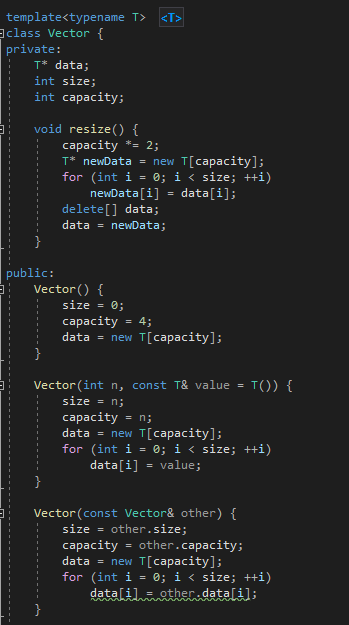 template<typename T> <T>
class Vector {
private:
    T* data;
    int size;
    int capacity;

    void resize() {
        capacity *= 2;
        T* newData = new T[capacity];
        for (int i = 0; i < size; ++i)
            newData[i] = data[i];
        delete[] data;
        data = newData;
    }

public:
    Vector() {
        size = 0;
        capacity = 4;
        data = new T[capacity];
    }

    Vector(int n, const T& value = T()) {
        size = n;
        capacity = n;
        data = new T[capacity];
        for (int i = 0; i < size; ++i)
            data[i] = value;
    }

    Vector(const Vector& other) {
        size = other.size;
        capacity = other.capacity;
        data = new T[capacity];
        for (int i = 0; i < size; ++i)
            data[i] = other.data[i];
    }